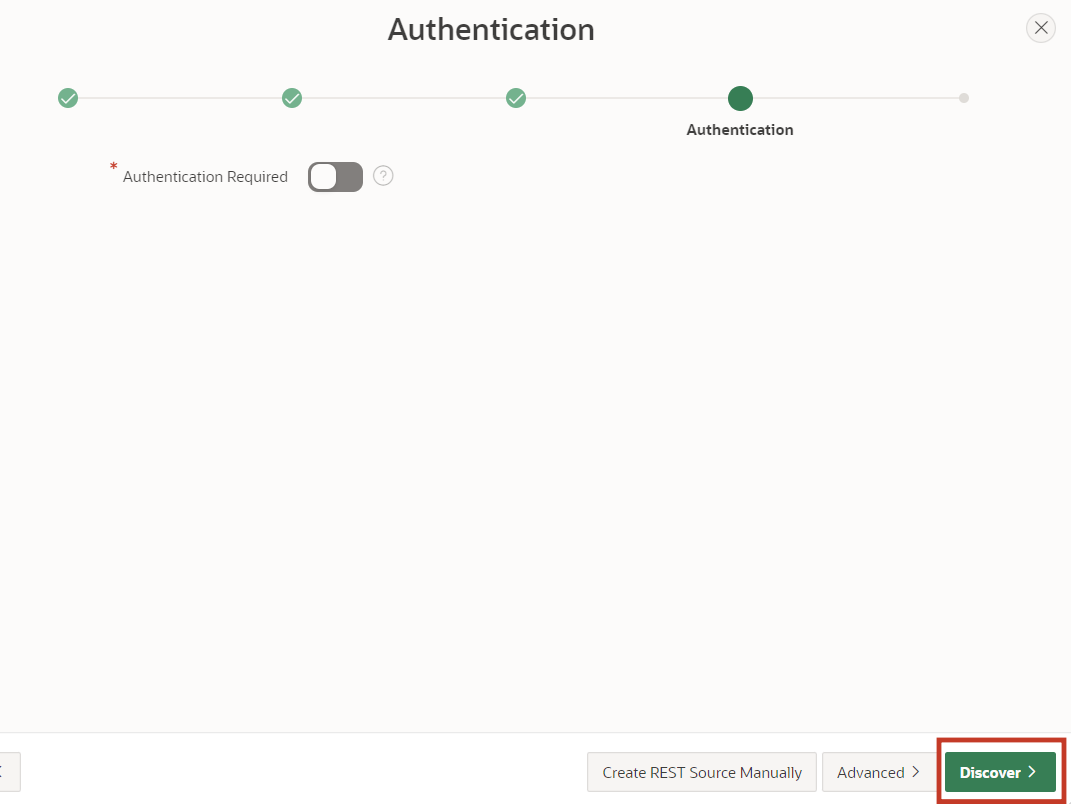 Authentication
Authentication
* Authentication Required ?
Create REST Source Manually
Advanced
Discover